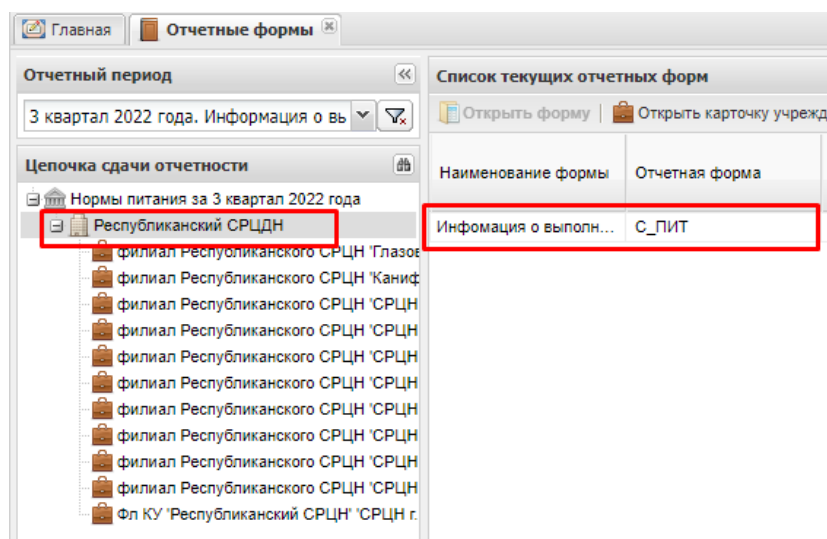 Главная
Отчетные формы
Отчетный период
3 квартал 2022 года. Информация о вь
Цепочка сдачи отчетности
Нормы питания за 3 квартал 2022 года
Республиканский СРЦДН
филиал Республиканского СРЦН 'Глазов
филиал Республиканского СРЦН 'Каниф
филиал Республиканского СРЦН 'СРЦН
филиал Республиканского СРЦН 'СРЦН
филиал Республиканского СРЦН 'СРЦН
филиал Республиканского СРЦН 'СРЦН
филиал Республиканского СРЦН 'СРЦН
филиал Республиканского СРЦН 'СРЦН
филиал Республиканского СРЦН 'СРЦН
филиал Республиканского СРЦН 'СРЦН
Фл КУ 'Республиканский СРЦН' 'СРЦН г.
Список текущих отчетных форм
Открыть форму | Открыть карточку учрежд
Наименование формы Отчетная форма
Инфомация о выполн... С_ПИТ